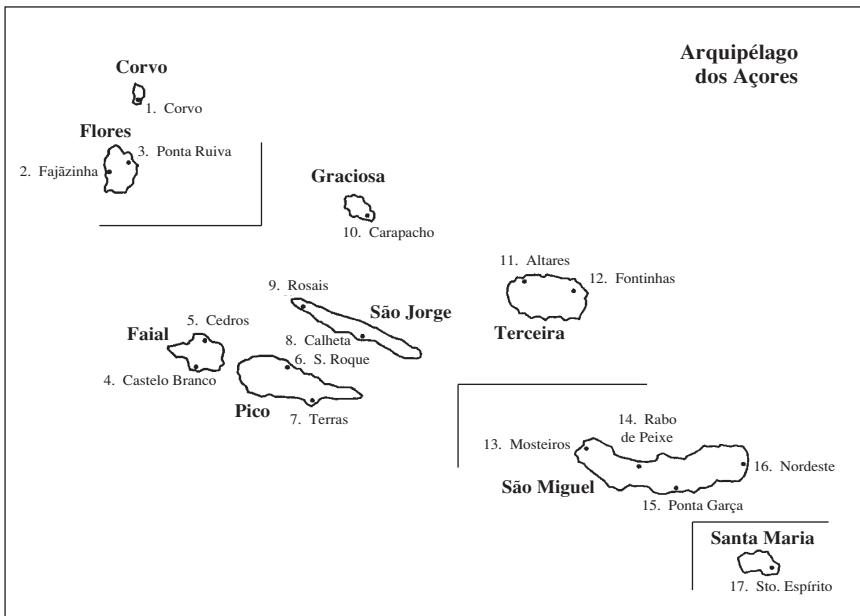 Arquipélago
dos Açores
Corvo
1. Corvo
Flores
3. Ponta Ruiva
2. Fajãzinha
Graciosa
10. Carapacho
11. Altares
12. Fontinhas
Terceira
9. Rosais
São Jorge
8. Calheta
5. Cedros
Faial
4. Castelo Branco
6. S. Roque
Pico
7. Terras
14. Rabo
de Peixe
13. Mosteiros
16. Nordeste
São Miguel
15. Ponta Garça
Santa Maria
17. Sto. Espírito